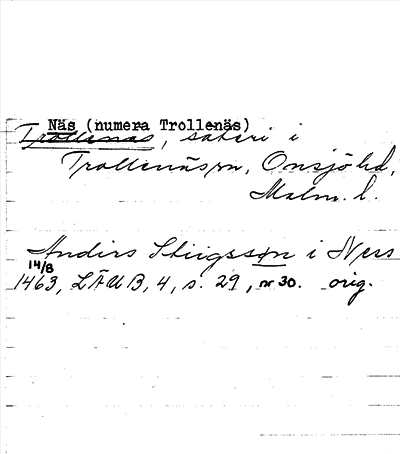 Näs (numera Trollenäs)
Trollenäs, säteri i
Trollenäs sn, Onsjö hd,
Malm. l.
Anders Stiigsson i Ners
14/8
1463, LÄUB, 4, s. 29, nr 30. orig.